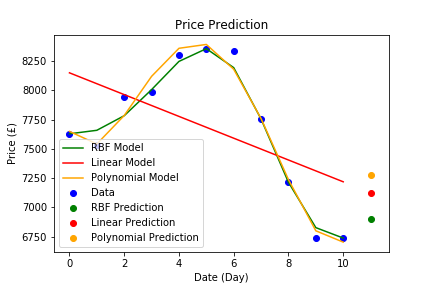 Price Prediction
Price (£)
8250
8000
7750
7500
7250
7000
6750
RBF Model
Linear Model
Polynomial Model
Data
RBF Prediction
Linear Prediction
Polynomial Prediction
0 2 4 6 8 10
Date (Day)